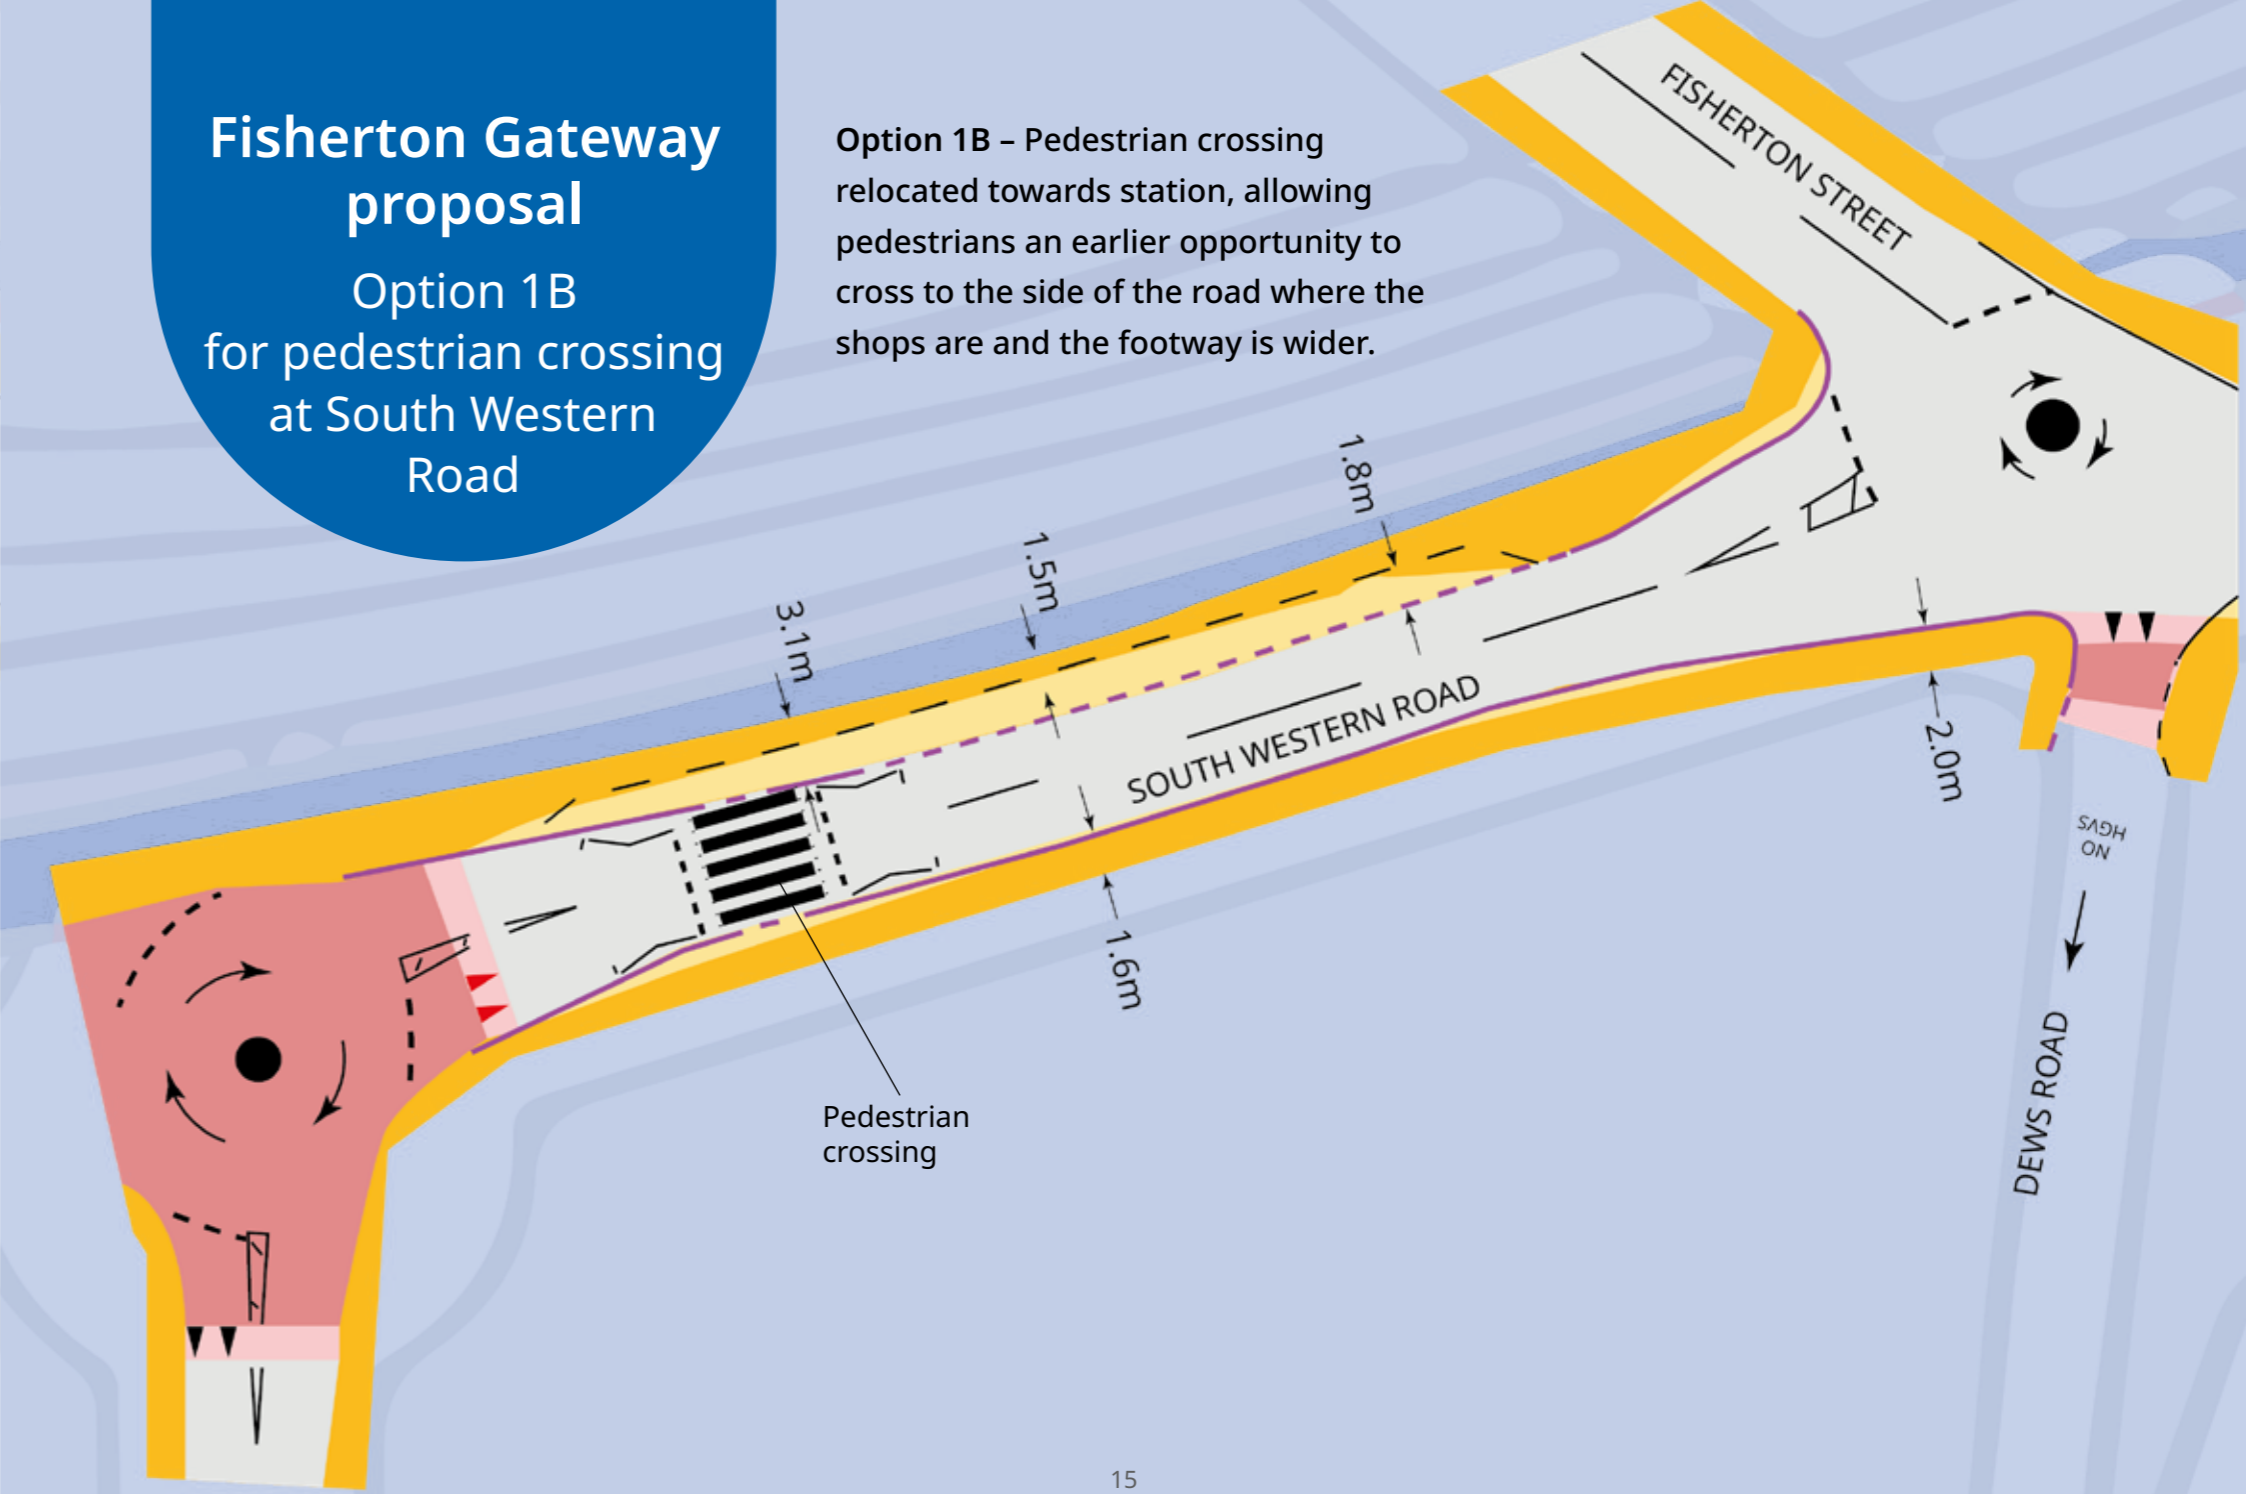 Fisherton Gateway
proposal
Option 1B
for pedestrian crossing
at South Western
Road
Option 1B – Pedestrian crossing
relocated towards station, allowing
pedestrians an earlier opportunity to
cross to the side of the road where the
shops are and the footway is wider.
FISHERTON STREET
1.8m
1.5m
3.1m
SOUTH WESTERN ROAD
2.0m
1.6m
NO
HGVS
DEWS ROAD
Pedestrian
crossing
15